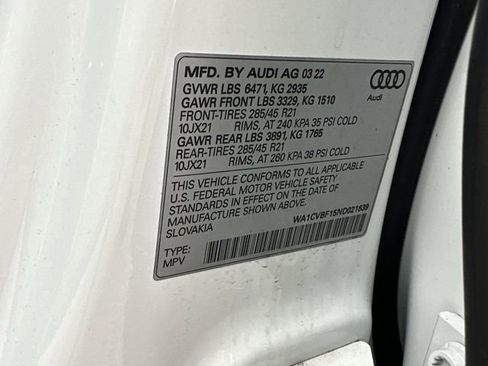 MFD. BY AUDI AG 03 22
GVWR LBS 6471, KG 2935
GAWR FRONT LBS 3329, KG 1510
FRONT-TIRES 285/45 R21
10JX21 RIMS, AT 240 KPA 35 PSI COLD
GAWR REAR LBS 3891, KG 1765
REAR-TIRES 285/45 R21
10JX21 RIMS, AT 260 KPA 38 PSI COLD
THIS VEHICLE CONFORMS TO ALL APPLICABLE
U.S. FEDERAL MOTOR VEHICLE SAFETY
STANDARDS IN EFFECT ON THE DATE OF
MANUFACTURE SHOWN ABOVE.
SLOVAKIA
WA1CVBF15ND021639
TYPE:
MPV
Audi